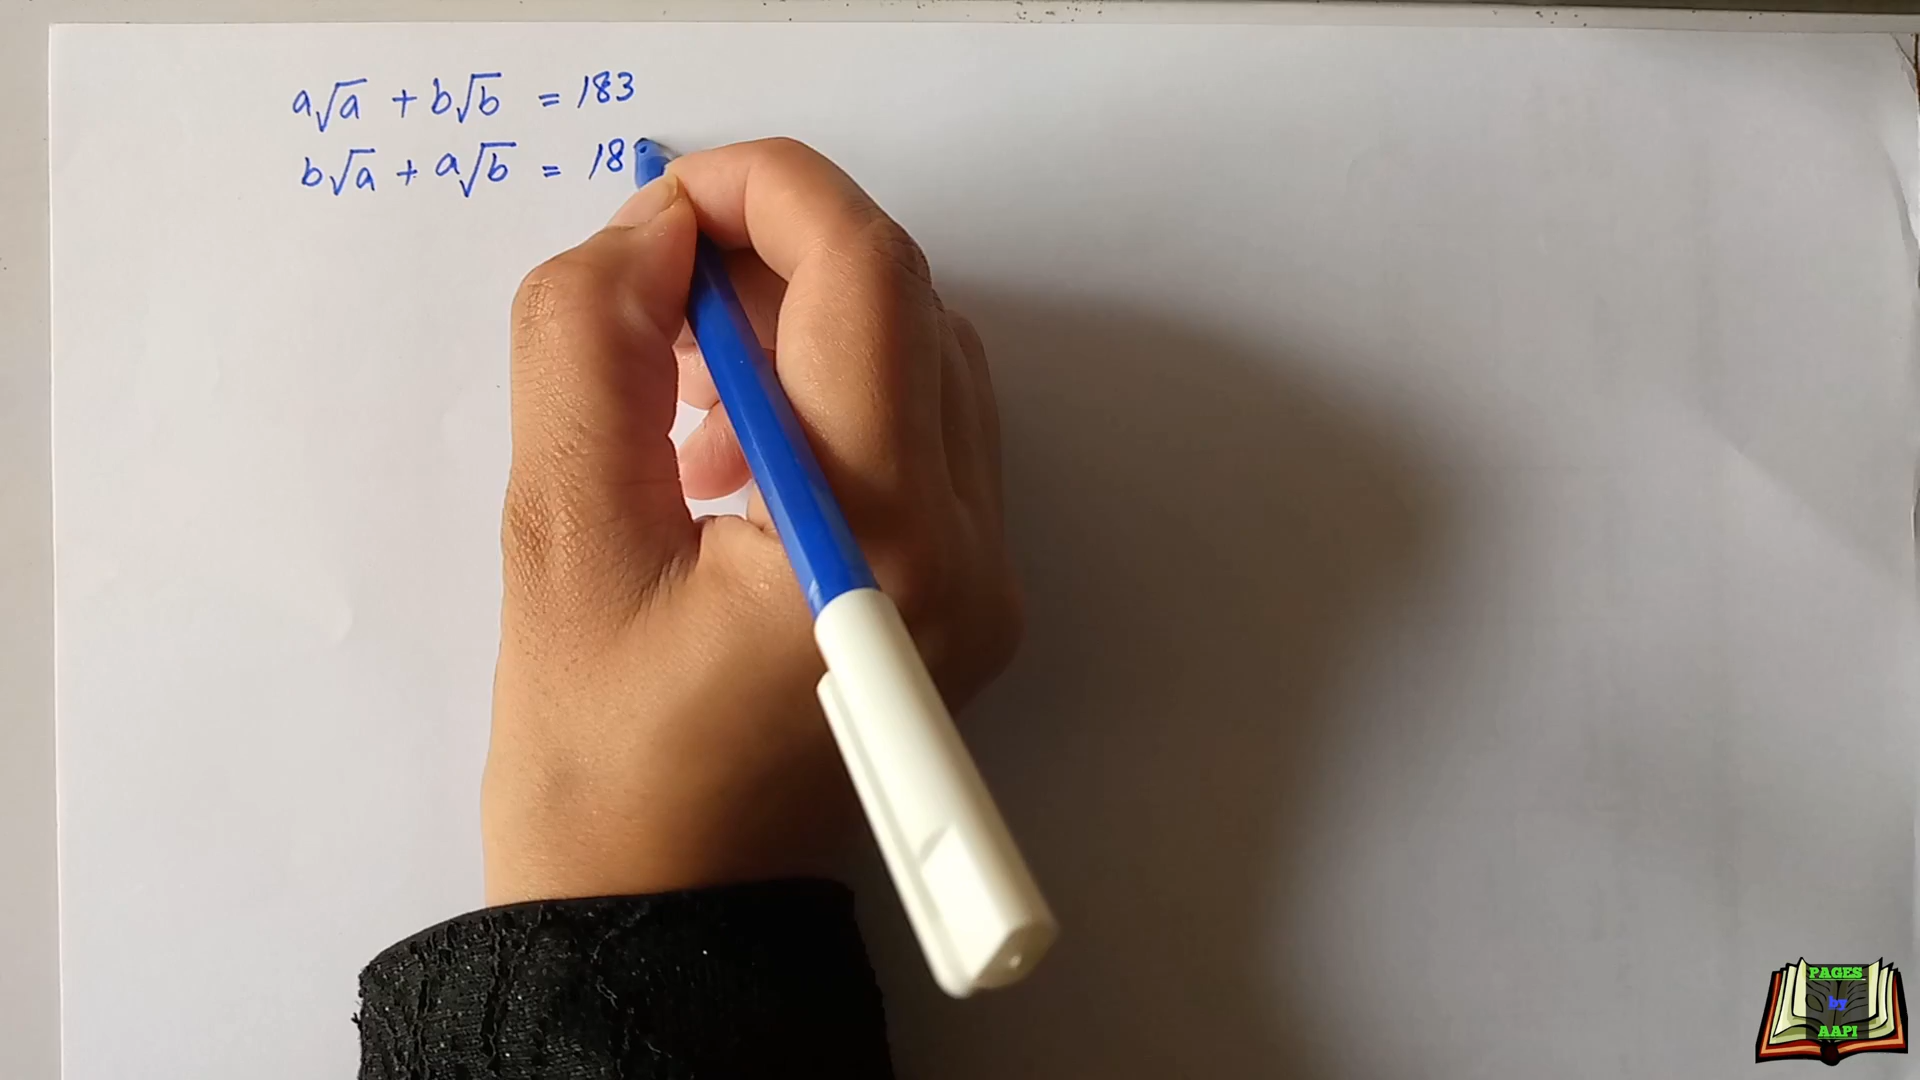 a√a + b√b = 183
b√a + a√b = 18
PAGES
by
AAPI